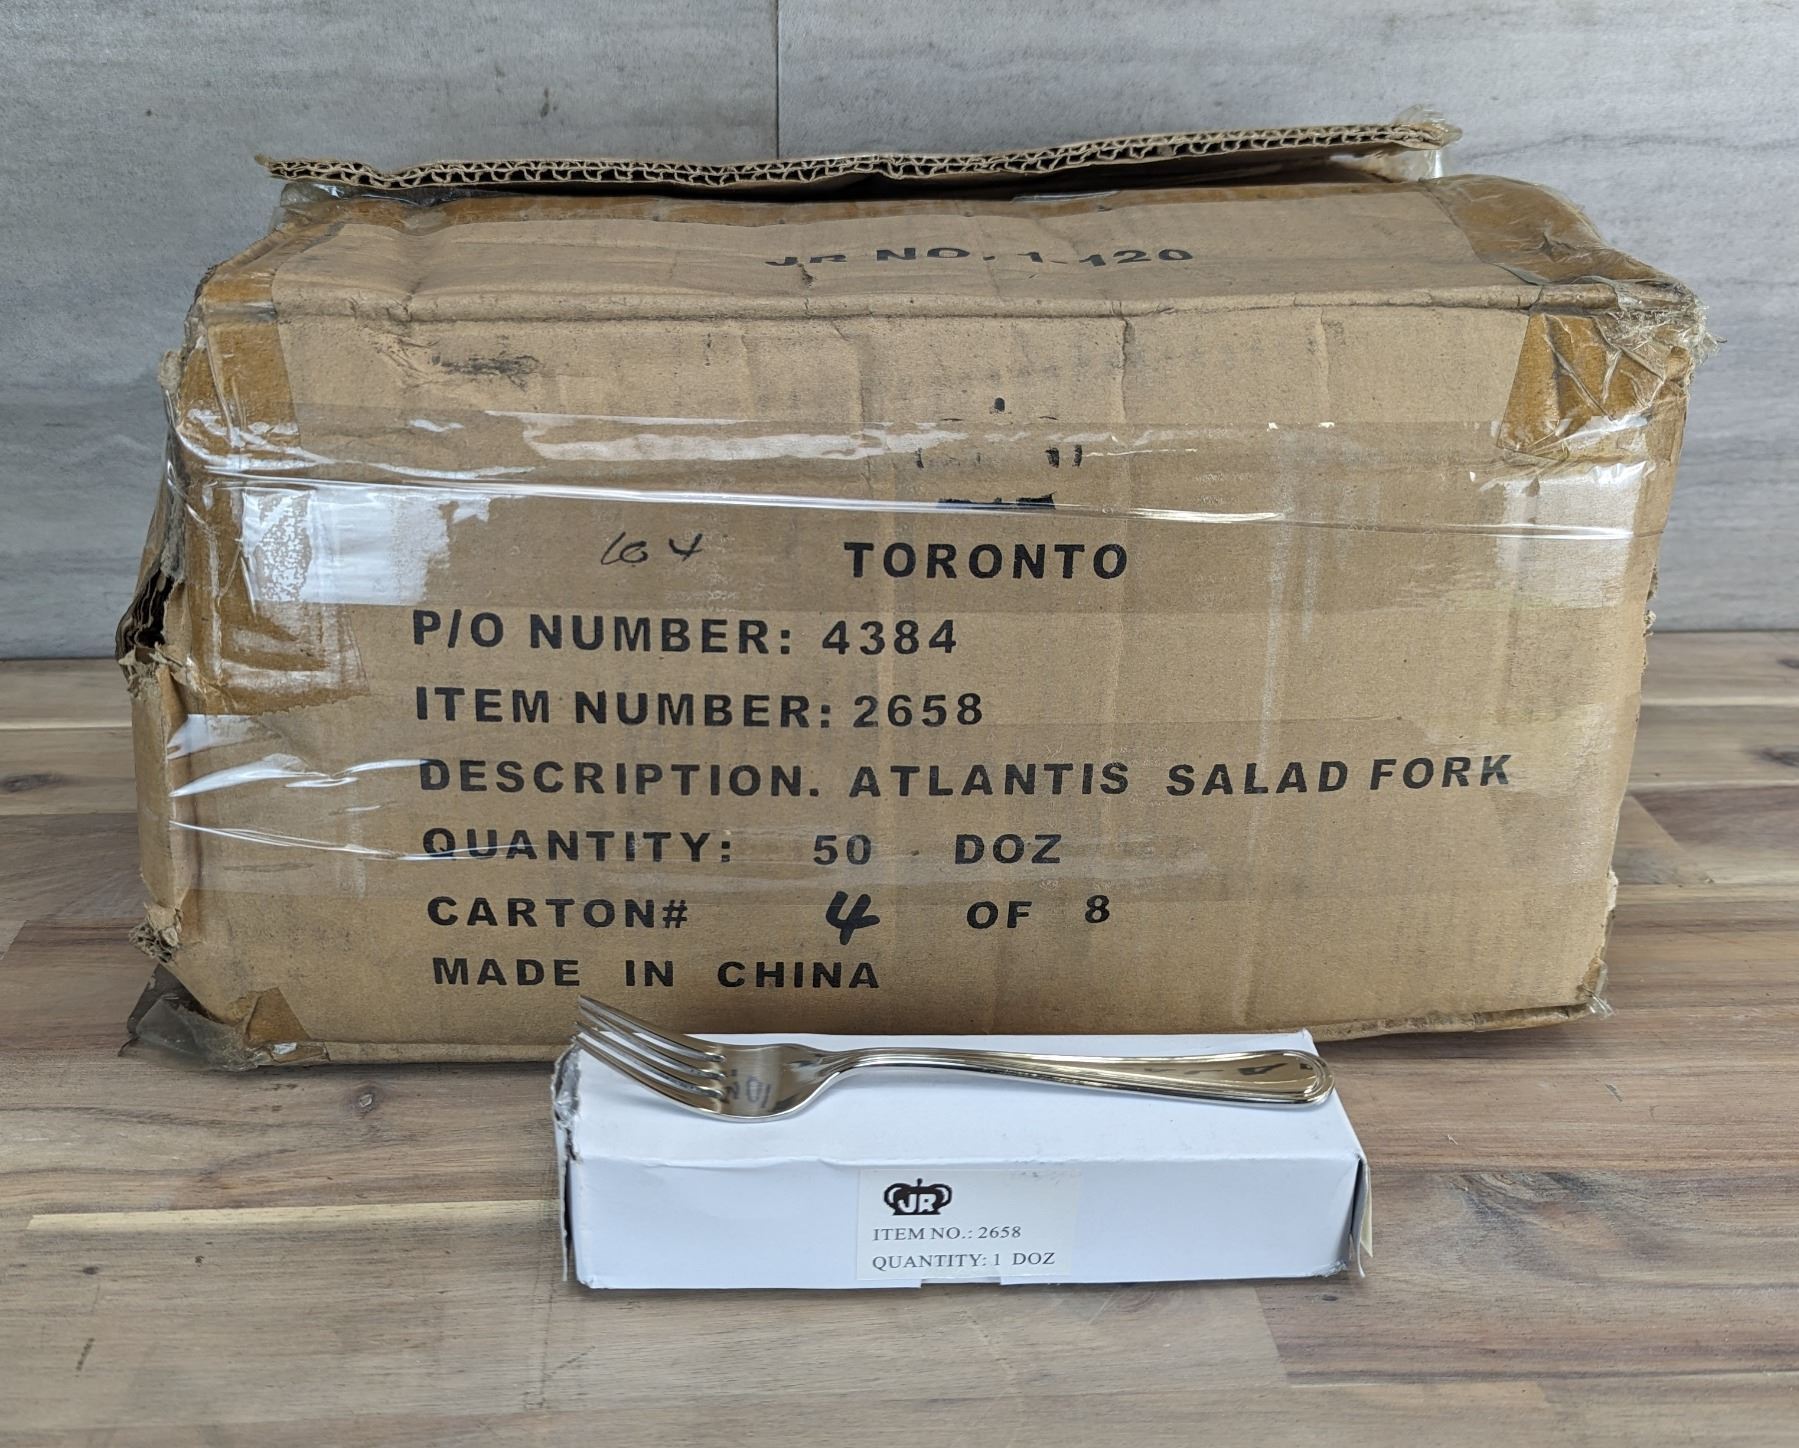 JR NO. 1-120
TORONTO
P/O NUMBER: 4384
ITEM NUMBER: 2658
DESCRIPTION. ATLANTIS SALAD FORK
QUANTITY: 50 DOZ
CARTON# 4 OF 8
MADE IN CHINA
JR
ITEM NO.: 2658
QUANTITY: 1 DOZ